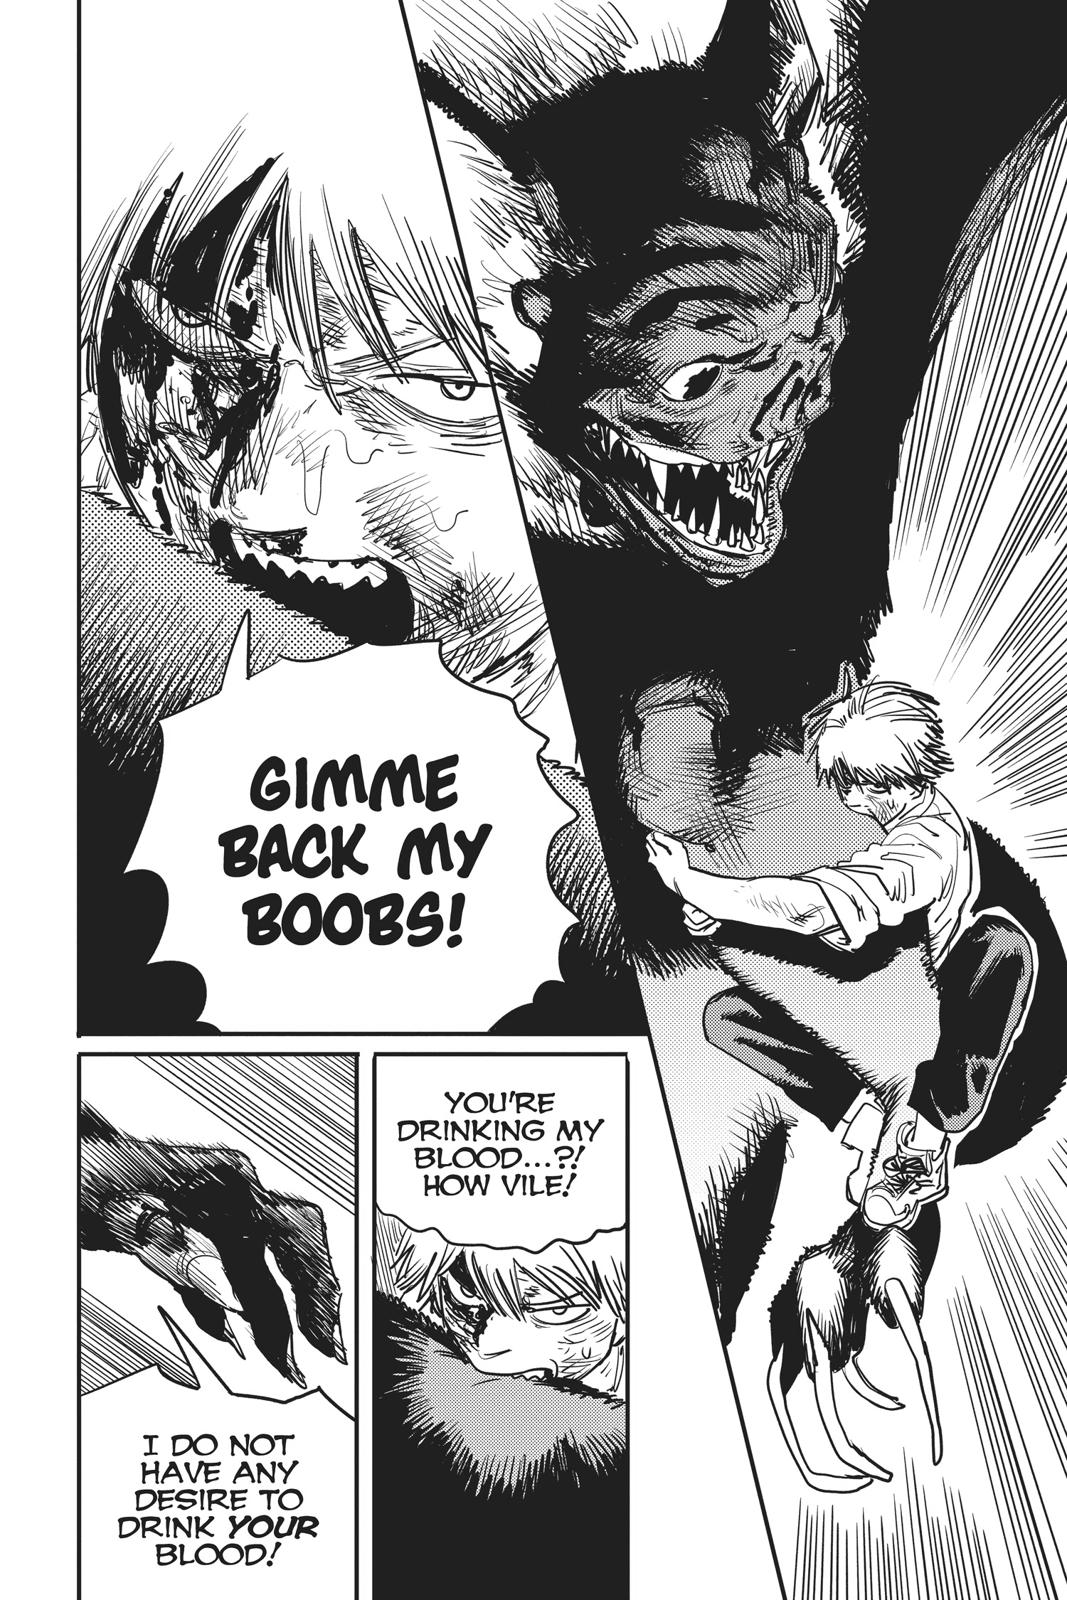 GIMME
BACK MY
BOOBS!
YOU'RE
DRINKING MY
BLOOD...?!
HOW VILE!
I DO NOT
HAVE ANY
DESIRE TO
DRINK YOUR
BLOOD!